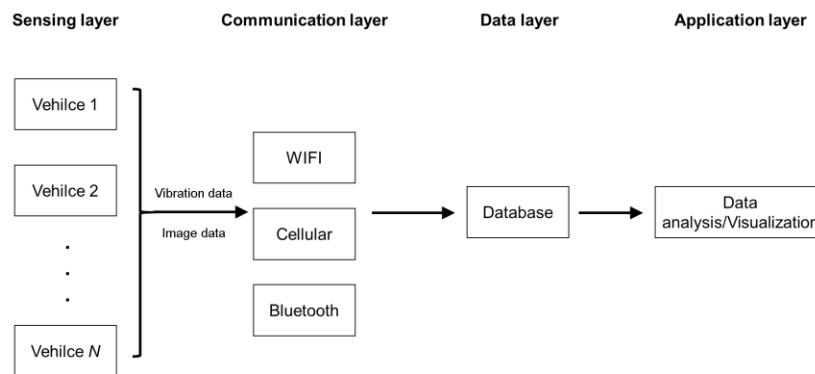 Sensing layer
Communication layer
Data layer
Application layer
Vehilce 1
Vehilce 2
.
.
.
Vehilce N
Vibration data
Image data
WIFI
Cellular
Bluetooth
Database
Data
analysis/Visualization